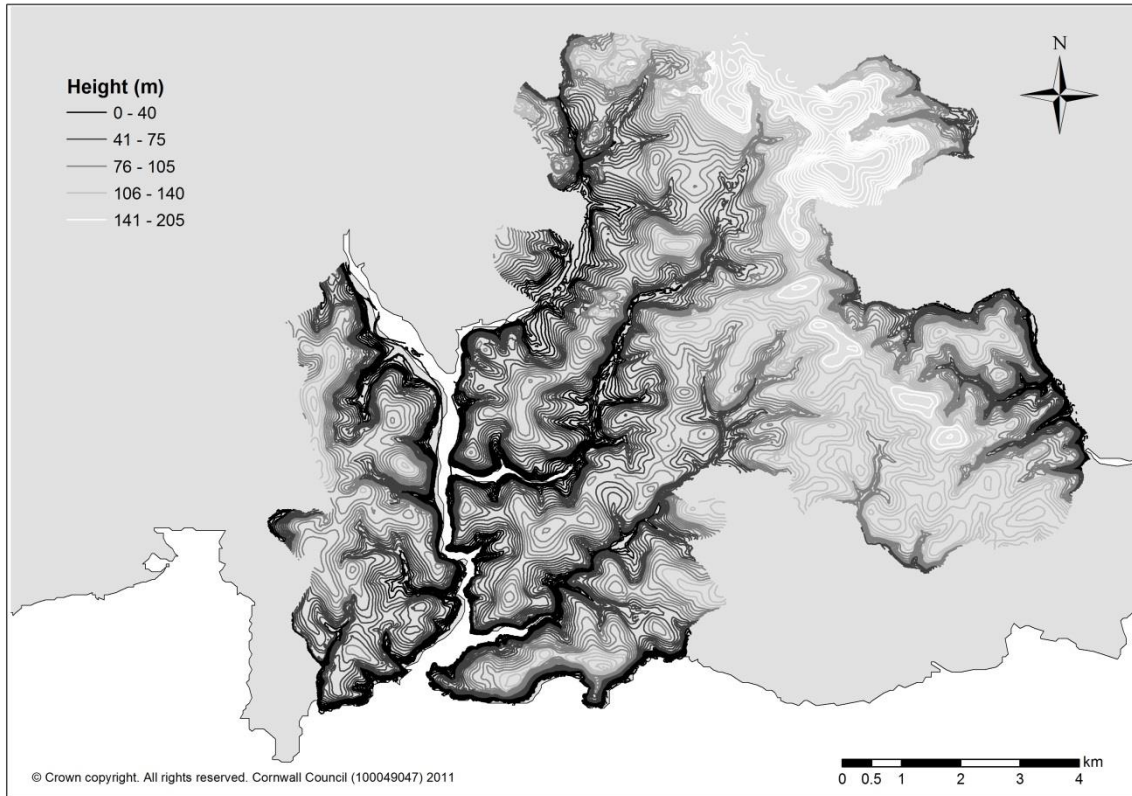 N
Height (m)
0 - 40
41 - 75
76 - 105
106 - 140
141 - 205
© Crown copyright. All rights reserved. Cornwall Council (100049047) 2011
km
0 0.5 1 2 3 4